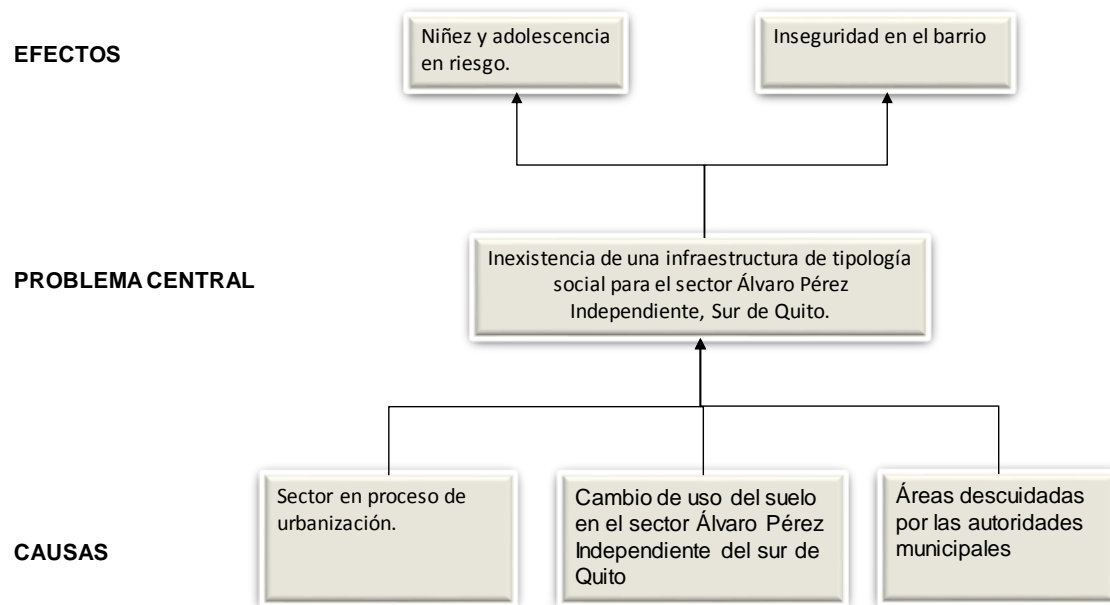 EFECTOS
Niñez y adolescencia
en riesgo.
Inseguridad en el barrio
PROBLEMA CENTRAL
Inexistencia de una infraestructura de tipología
social para el sector Álvaro Pérez
Independiente, Sur de Quito.
CAUSAS
Sector en proceso de
urbanización.
Cambio de uso del suelo
en el sector Álvaro Pérez
Independiente del sur de
Quito
Áreas descuidadas
por las autoridades
municipales